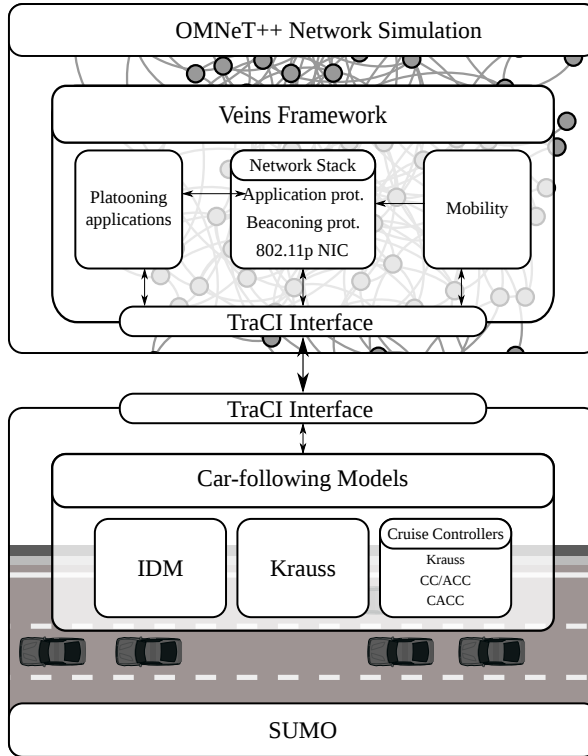 OMNeT++ Network Simulation
Veins Framework
Platooning
applications
Network Stack
Application prot.
Beaconing prot.
802.11p NIC
Mobility
TraCI Interface
TraCI Interface
Car-following Models
IDM
Krauss
Cruise Controllers
Krauss
CC/ACC
CACC
SUMO